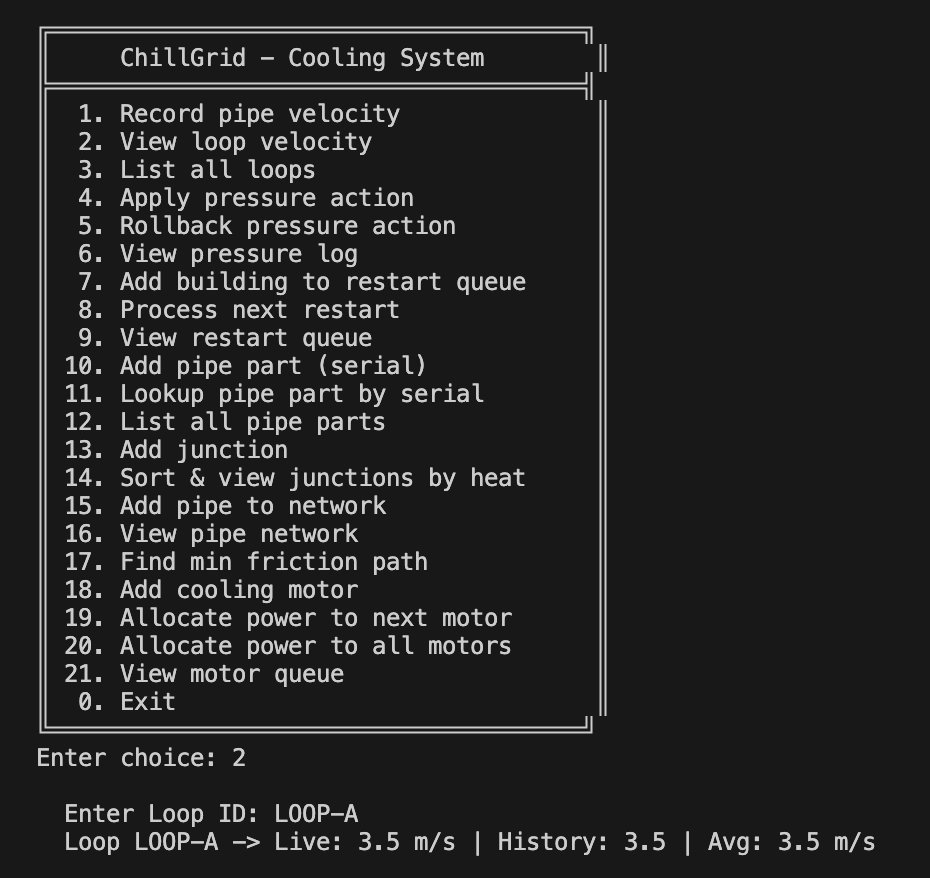 ChillGrid - Cooling System
1. Record pipe velocity
2. View loop velocity
3. List all loops
4. Apply pressure action
5. Rollback pressure action
6. View pressure log
7. Add building to restart queue
8. Process next restart
9. View restart queue
10. Add pipe part (serial)
11. Lookup pipe part by serial
12. List all pipe parts
13. Add junction
14. Sort & view junctions by heat
15. Add pipe to network
16. View pipe network
17. Find min friction path
18. Add cooling motor
19. Allocate power to next motor
20. Allocate power to all motors
21. View motor queue
0. Exit
Enter choice: 2
Enter Loop ID: LOOP-A
Loop LOOP-A -> Live: 3.5 m/s | History: 3.5 | Avg: 3.5 m/s